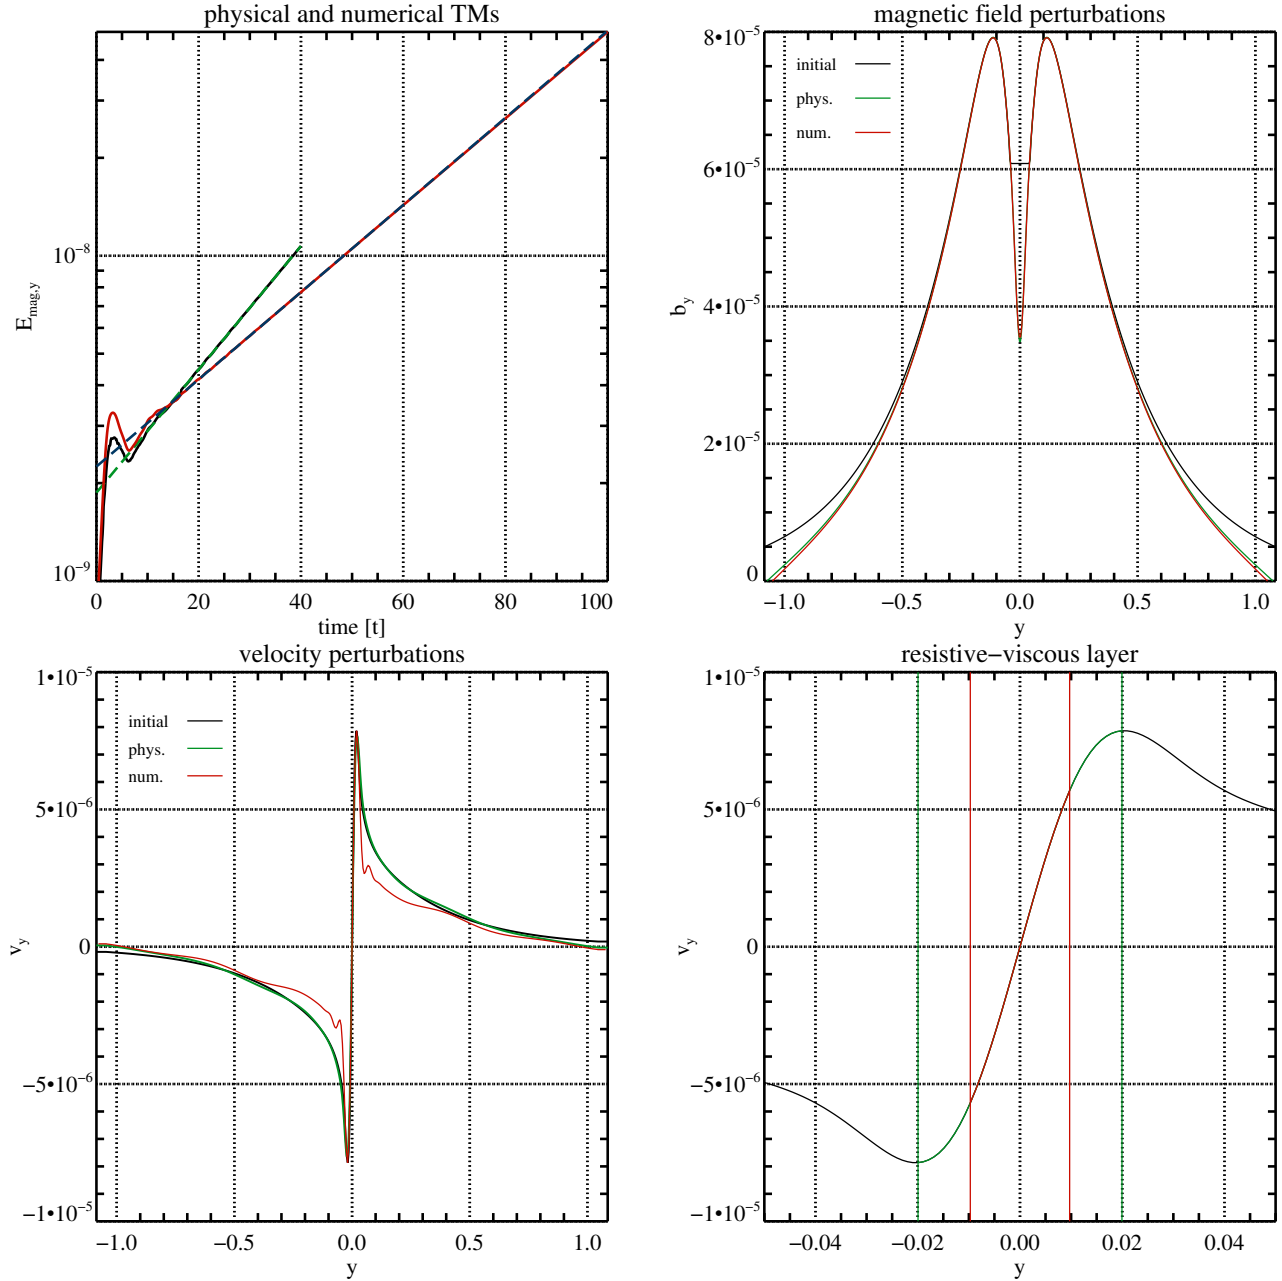 physical and numerical TMs
E_mag,y
10^−8
10^−9
0 20 40 60 80 100
time [t]
magnetic field perturbations
initial
phys.
num.
b_y
8•10^−5
6•10^−5
4•10^−5
2•10^−5
0
−1.0 −0.5 0.0 0.5 1.0
y
velocity perturbations
initial
phys.
num.
v_y
1•10^−5
5•10^−6
0
−5•10^−6
−1•10^−5
−1.0 −0.5 0.0 0.5 1.0
y
resistive−viscous layer
v_y
1•10^−5
5•10^−6
0
−5•10^−6
−1•10^−5
−0.04 −0.02 0.00 0.02 0.04
y